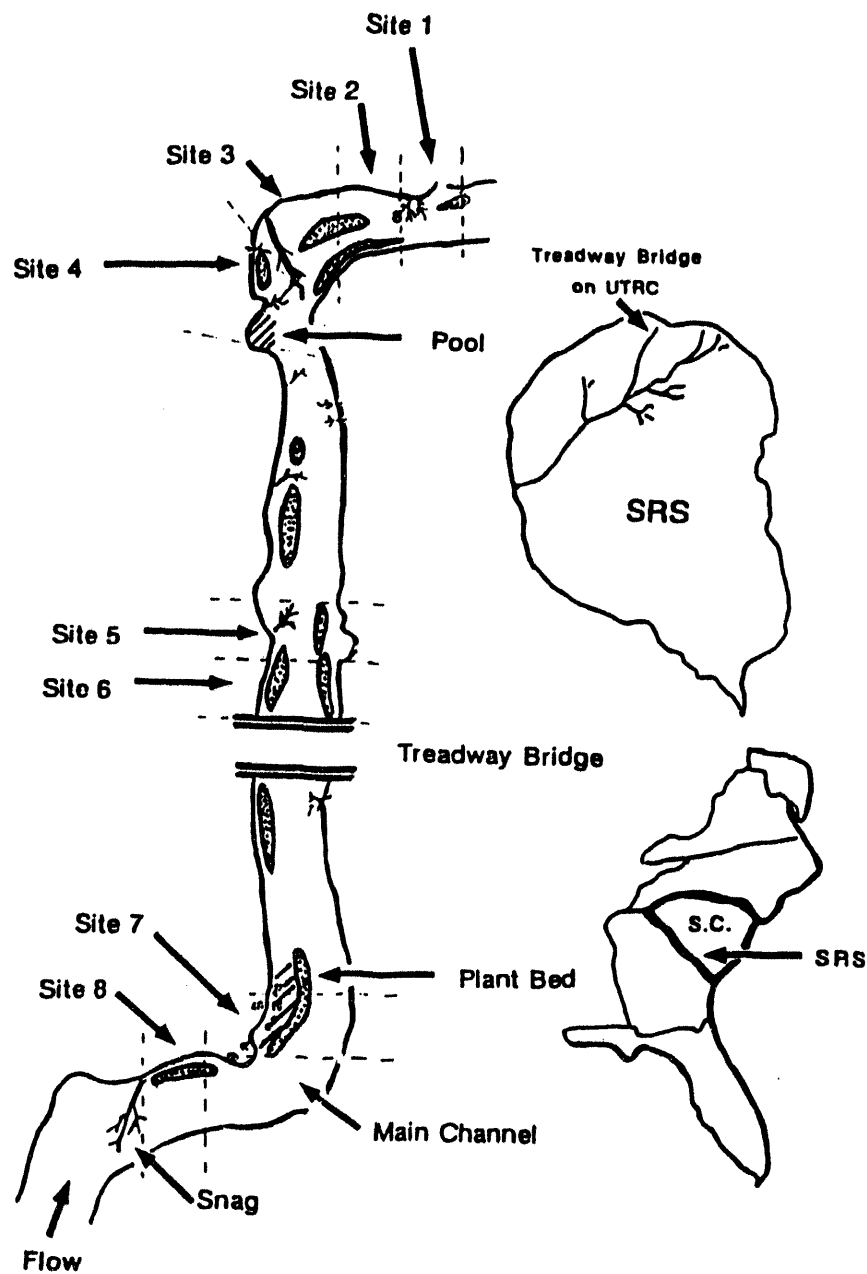 Site 1
Site 2
Site 3
Site 4
Treadway Bridge
on UTRC
Pool
SRS
Site 5
Site 6
Treadway Bridge
Site 7
S.C.
SRS
Site 8
Plant Bed
Main Channel
Snag
Flow